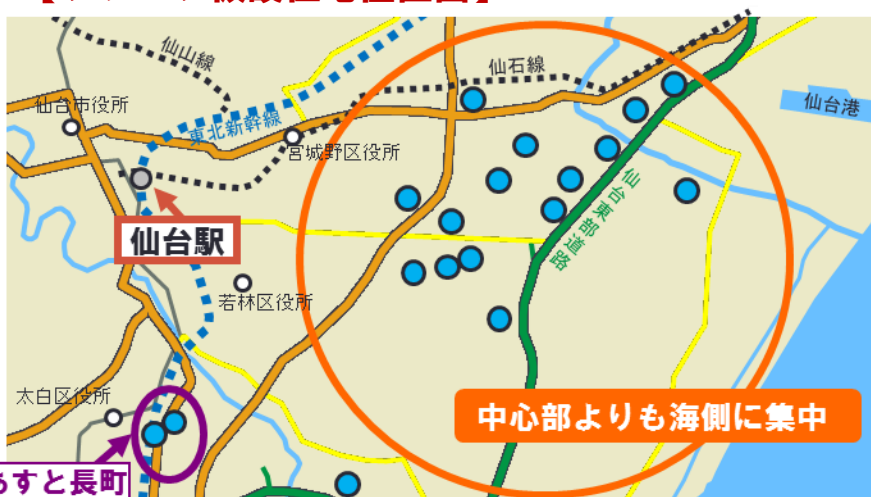 仙山線
仙石線
仙台市役所
仙台港
東北新幹線
宮城野区役所
仙台東部道路
仙台駅
若林区役所
太白区役所
中心部よりも海側に集中
あすと長町